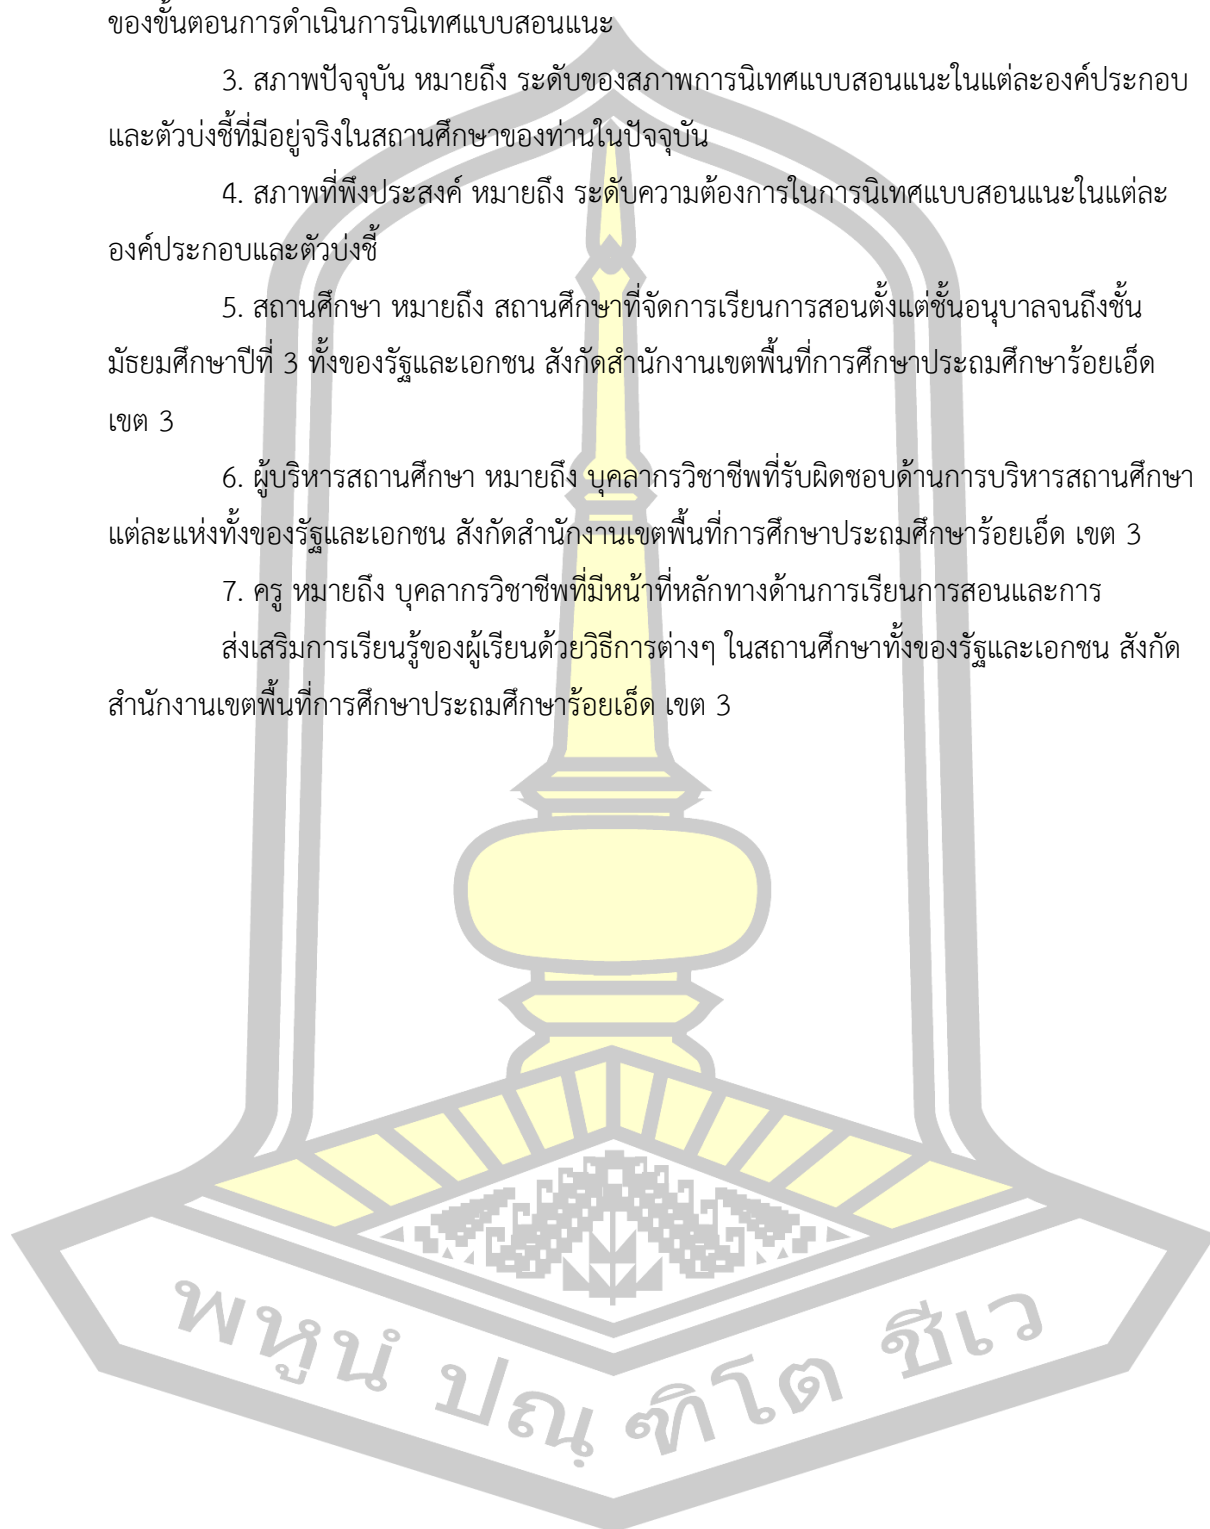 ของขั้นตอนการดำเนินการนิเทศแบบสอนแนะ
3. สภาพปัจจุบัน หมายถึง ระดับของสภาพการนิเทศแบบสอนแนะในแต่ละองค์ประกอบ
และตัวบ่งชี้ที่มีอยู่จริงในสถานศึกษาของท่านในปัจจุบัน
4. สภาพที่พึงประสงค์ หมายถึง ระดับความต้องการในการนิเทศแบบสอนแนะในแต่ละ
องค์ประกอบและตัวบ่งชี้
5. สถานศึกษา หมายถึง สถานศึกษาที่จัดการเรียนการสอนตั้งแต่ชั้นอนุบาลจนถึงชั้น
มัธยมศึกษาปีที่ 3 ทั้งของรัฐและเอกชน สังกัดสำนักงานเขตพื้นที่การศึกษาประถมศึกษาร้อยเอ็ด
เขต 3
6. ผู้บริหารสถานศึกษา หมายถึง บุคลากรวิชาชีพที่รับผิดชอบด้านการบริหารสถานศึกษา
แต่ละแห่งทั้งของรัฐและเอกชน สังกัดสำนักงานเขตพื้นที่การศึกษาประถมศึกษาร้อยเอ็ด เขต 3
7. ครู หมายถึง บุคลากรวิชาชีพที่มีหน้าที่หลักทางด้านการเรียนการสอนและการ
ส่งเสริมการเรียนรู้ของผู้เรียนด้วยวิธีการต่างๆ ในสถานศึกษาทั้งของรัฐและเอกชน สังกัด
สำนักงานเขตพื้นที่การศึกษาประถมศึกษาร้อยเอ็ด เขต 3
พหูนํ ปณฺฑิโต ชีเว